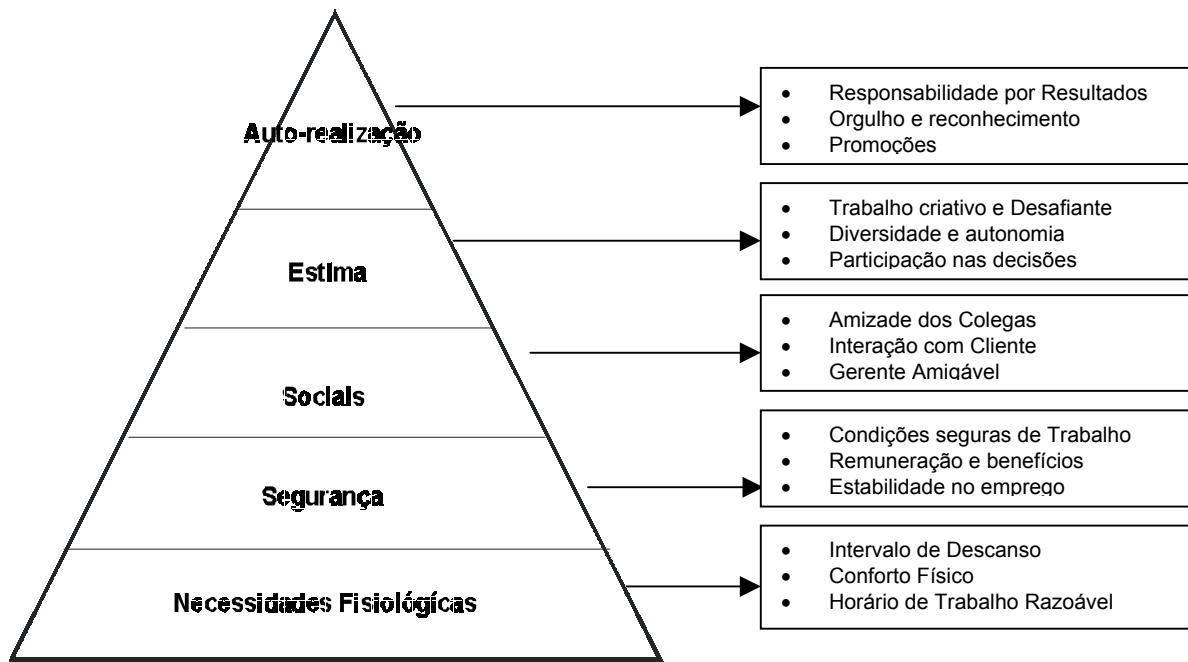 Auto-realização
• Responsabilidade por Resultados
• Orgulho e reconhecimento
• Promoções
Estima
• Trabalho criativo e Desafiante
• Diversidade e autonomia
• Participação nas decisões
Sociais
• Amizade dos Colegas
• Interação com Cliente
• Gerente Amigável
Segurança
• Condições seguras de Trabalho
• Remuneração e benefícios
• Estabilidade no emprego
Necessidades Fisiológicas
• Intervalo de Descanso
• Conforto Físico
• Horário de Trabalho Razoável